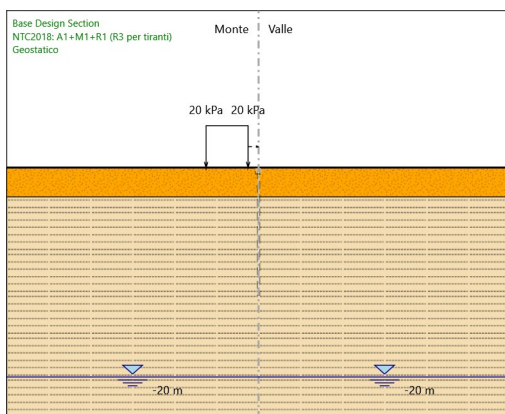 Base Design Section
NTC2018: A1+M1+R1 (R3 per tiranti)
Geostatico
Monte Valle
20 kPa 20 kPa
-20 m -20 m